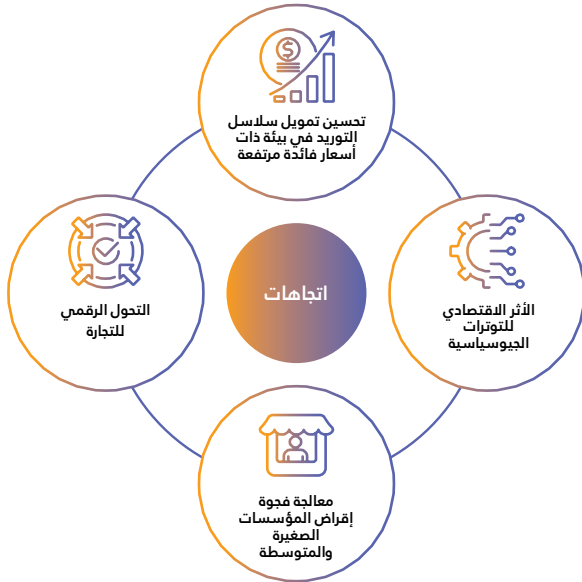 تحسين تمويل سلاسل
التوريد في بيئة ذات
أسعار فائدة مرتفعة
الأثر الاقتصادي
للتوترات
الجيوسياسية
اتجاهات
التحول الرقمي
للتجارة
معالجة فجوة
إقراض المؤسسات
الصغيرة
والمتوسطة